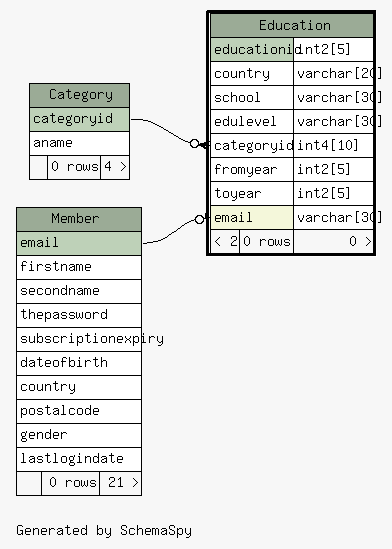 Education
educationid int2[5]
country varchar[20]
school varchar[30]
edulevel varchar[30]
categoryid int4[10]
fromyear int2[5]
toyear int2[5]
email varchar[30]
< 2 0 rows 0 >
Category
categoryid
aname
0 rows 4 >
Member
email
firstname
secondname
thepassword
subscriptionexpiry
dateofbirth
country
postalcode
gender
lastlogindate
0 rows 21 >
Generated by SchemaSpy